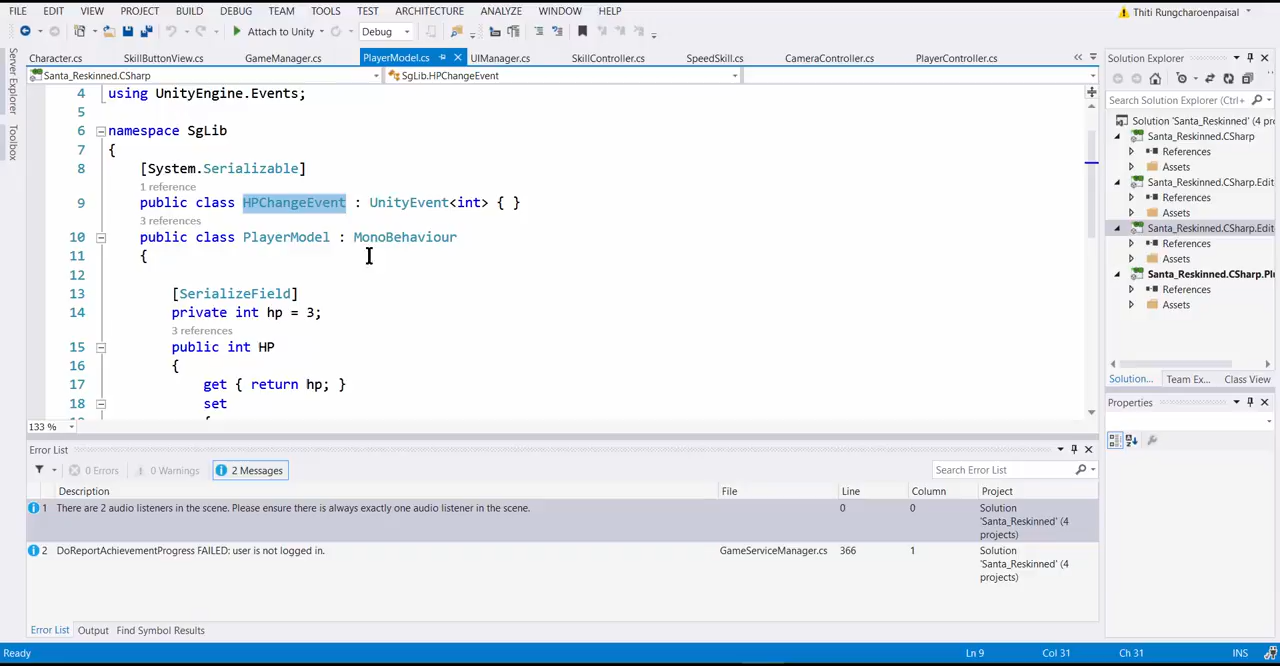 FILE EDIT VIEW PROJECT BUILD DEBUG TEAM TOOLS TEST ARCHITECTURE ANALYZE WINDOW HELP
Thiti Rungcharoenpaisal
Attach to Unity
Debug
Server Explorer
Toolbox
Character.cs SkillButtonView.cs GameManager.cs PlayerModel.cs UIManager.cs SkillController.cs SpeedSkill.cs CameraController.cs PlayerController.cs
Santa_Reskinned.CSharp SgLib.HPChangeEvent
4 using UnityEngine.Events;
5
6 namespace SgLib
7 {
8 [System.Serializable]
1 reference
9 public class HPChangeEvent : UnityEvent<int> { }
3 references
10 public class PlayerModel : MonoBehaviour
11 {
12
13 [SerializeField]
14 private int hp = 3;
3 references
15 public int HP
16 {
17 get { return hp; }
18 set
133 %
Solution Explorer
Search Solution Explorer (Ctrl+
Solution 'Santa_Reskinned' (4 pro
Santa_Reskinned.CSharp
References
Assets
Santa_Reskinned.CSharp.Edit
References
Assets
Santa_Reskinned.CSharp.Edit
References
Assets
Santa_Reskinned.CSharp.Plu
References
Assets
Solution... Team Ex... Class View
Properties
Error List
0 Errors 0 Warnings 2 Messages
Search Error List
Description File Line Column Project
1 There are 2 audio listeners in the scene. Please ensure there is always exactly one audio listener in the scene. 0 0 Solution
'Santa_Reskinned' (4
projects)
2 DoReportAchievementProgress FAILED: user is not logged in. GameServiceManager.cs 366 1 Solution
'Santa_Reskinned' (4
projects)
Error List Output Find Symbol Results
Ready Ln 9 Col 31 Ch 31 INS